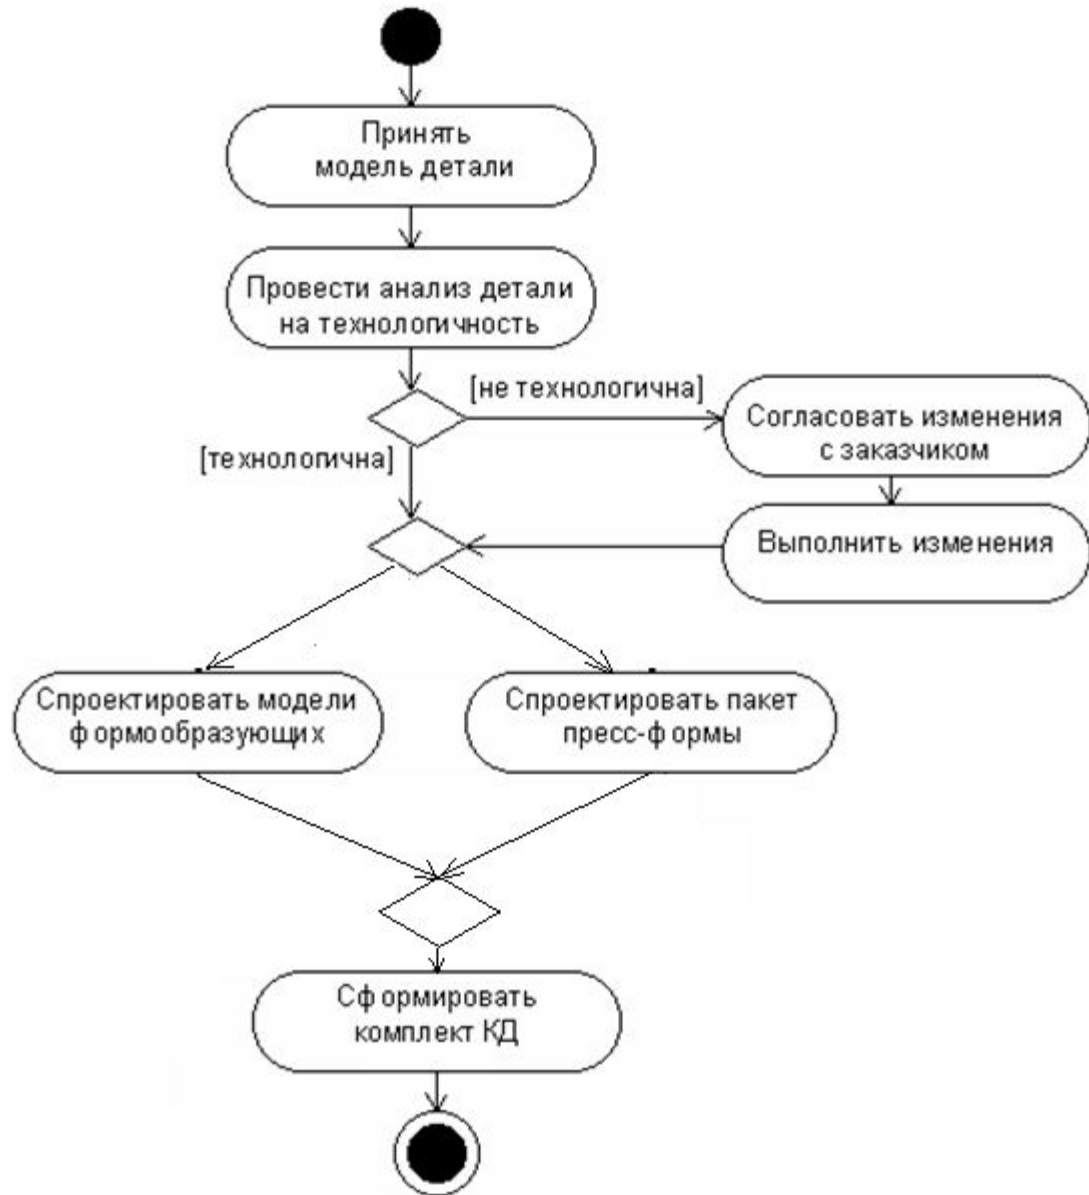 Принять
модель детали
Провести анализ детали
на технологичность
[не технологична]
Согласовать изменения
с заказчиком
[технологична]
Выполнить изменения
Спроектировать модели
формообразующих
Спроектировать пакет
пресс-формы
Сформировать
комплект КД